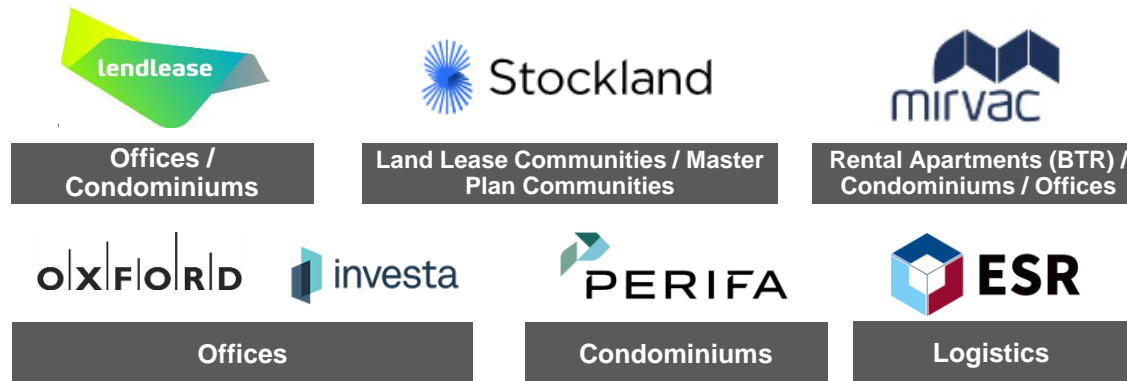 lendlease
Stockland
mirvac
Offices /
Condominiums
Land Lease Communities / Master
Plan Communities
Rental Apartments (BTR) /
Condominiums / Offices
OXFORD
investa
PERIFA
ESR
Offices
Condominiums
Logistics